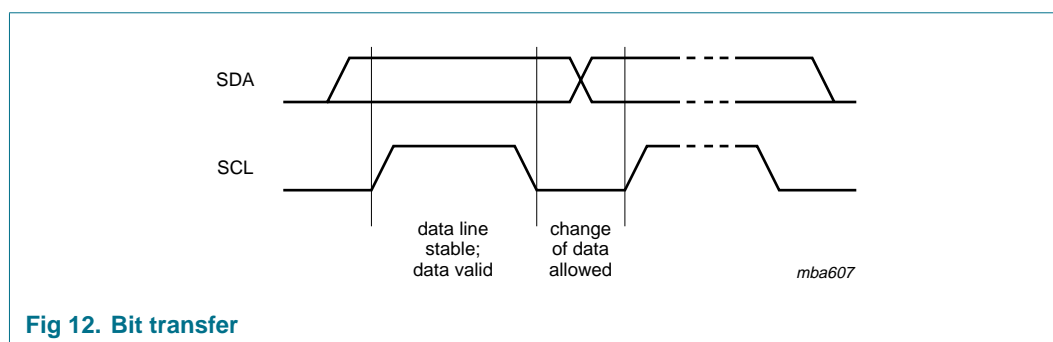 SDA
SCL
data line
stable;
data valid
change
of data
allowed
mba607
Fig 12. Bit transfer